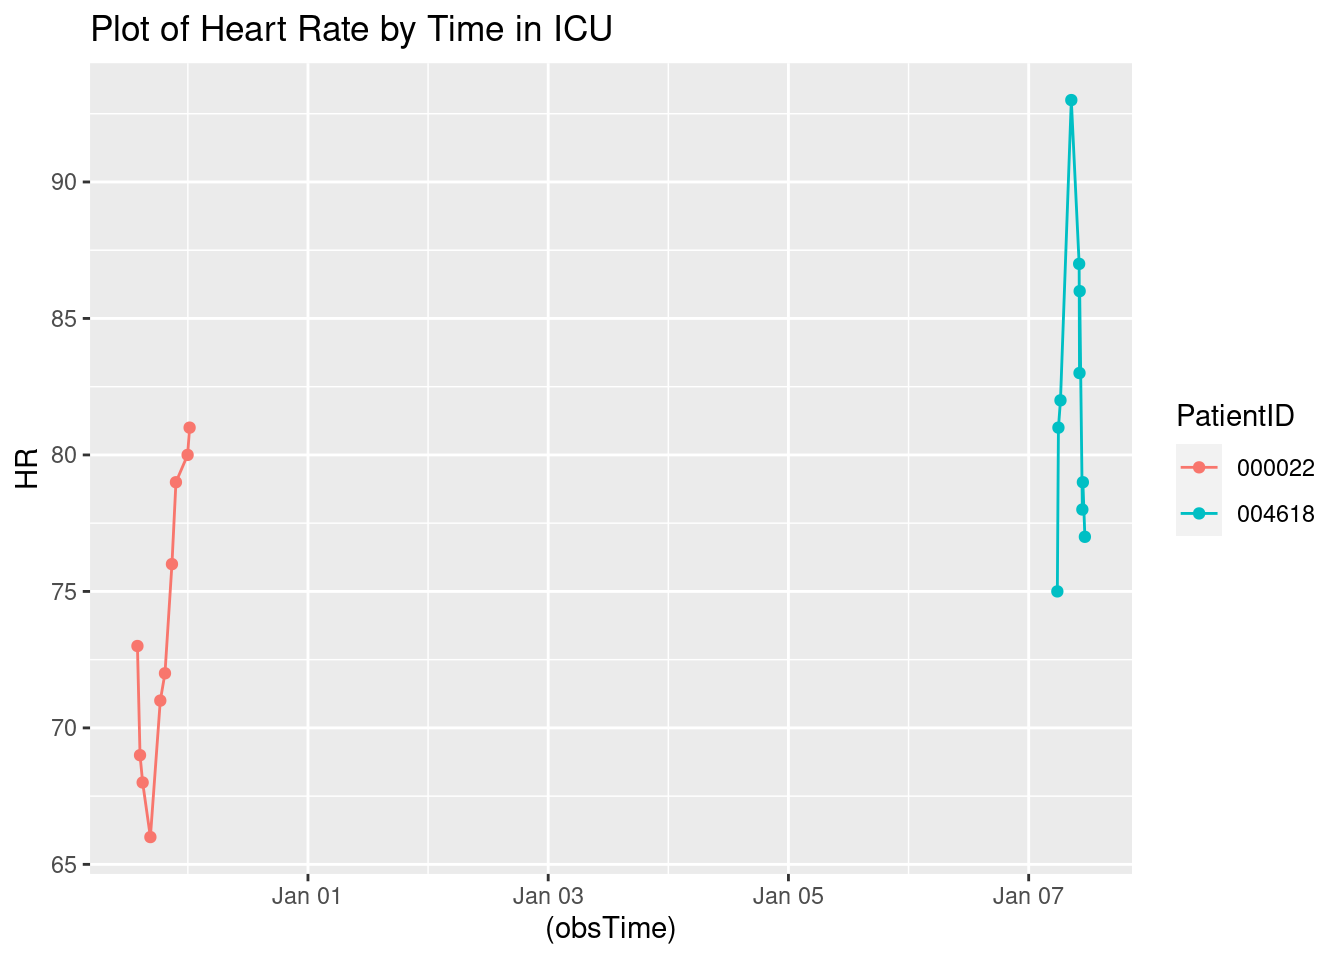 Plot of Heart Rate by Time in ICU
90
85
80
75
70
65
HR
Jan 01
Jan 03
Jan 05
Jan 07
(obsTime)
PatientID
000022
004618